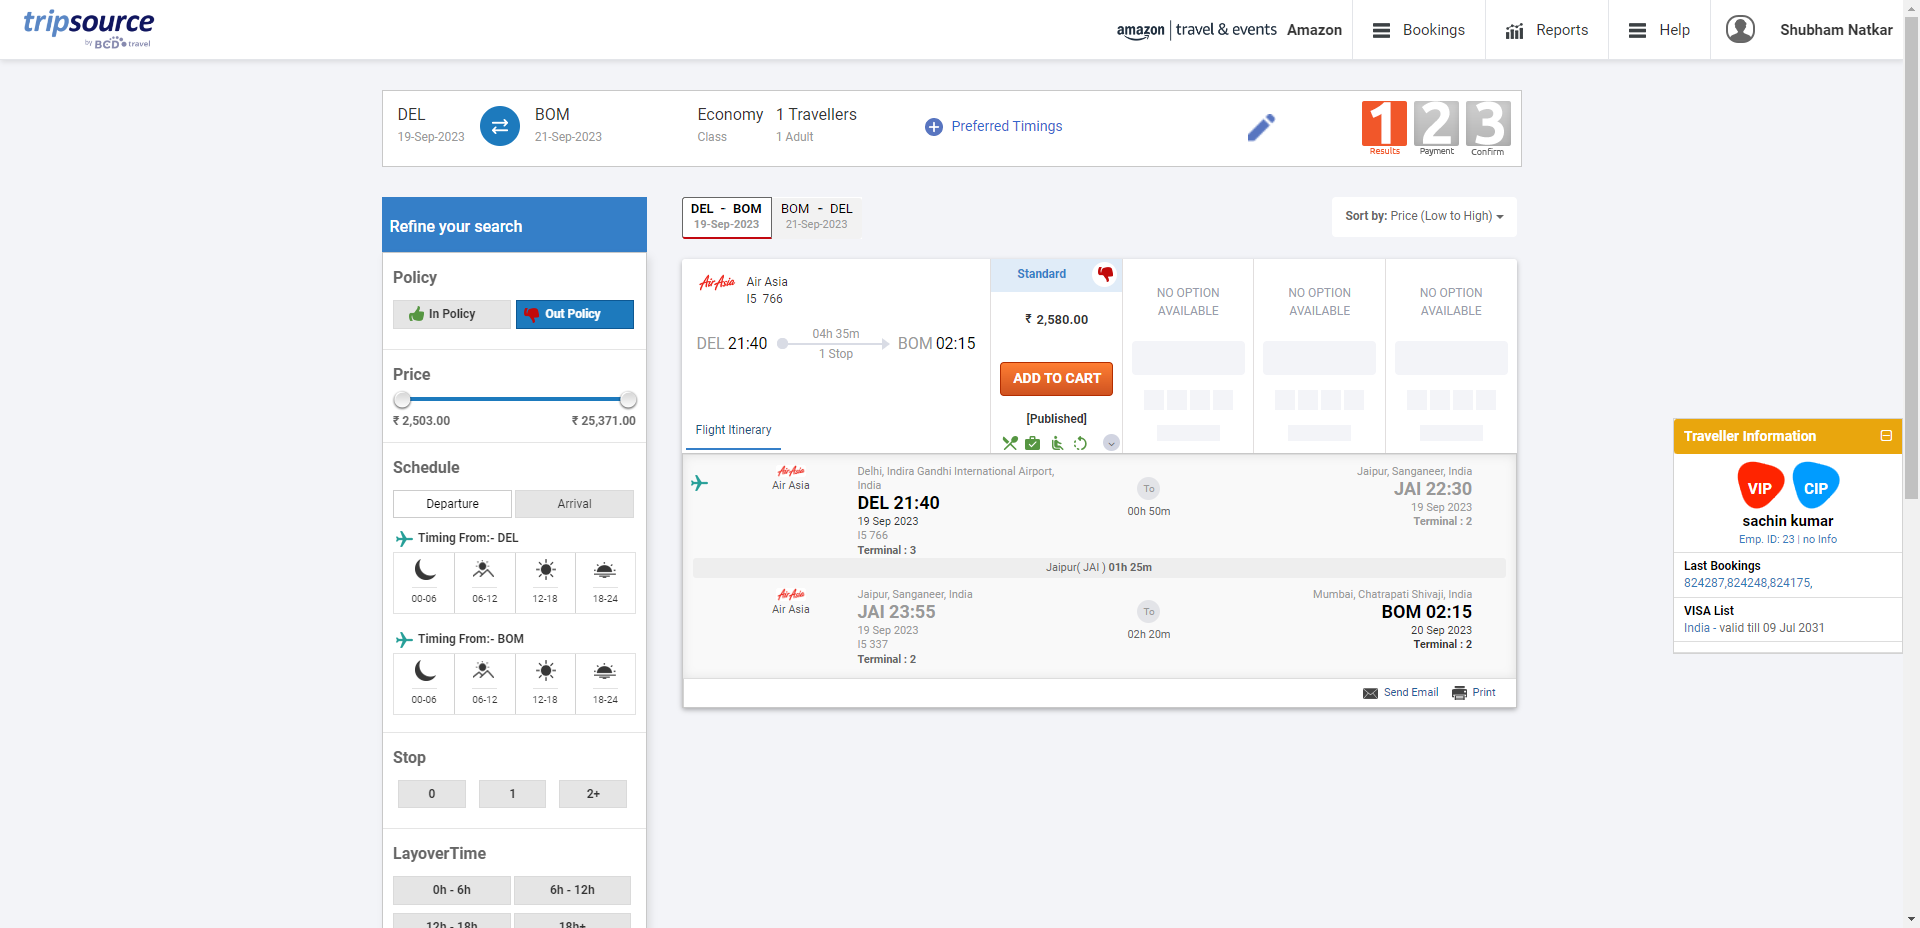 tripsource
by BCD travel
amazon | travel & events Amazon
Bookings
Reports
Help
Shubham Natkar
DEL
19-Sep-2023
BOM
21-Sep-2023
Economy
Class
1 Travellers
1 Adult
Preferred Timings
1 2 3
Results Payment Confirm
Refine your search
Policy
In Policy
Out Policy
Price
₹ 2,503.00
₹ 25,371.00
Schedule
Departure
Arrival
Timing From:- DEL
00-06 06-12 12-18 18-24
Timing From:- BOM
00-06 06-12 12-18 18-24
Stop
0 1 2+
LayoverTime
0h - 6h 6h - 12h
12h - 18h 18h+
DEL - BOM
19-Sep-2023
BOM - DEL
21-Sep-2023
Sort by: Price (Low to High)
AirAsia
Air Asia
I5 766
DEL 21:40
04h 35m
1 Stop
BOM 02:15
Flight Itinerary
Standard
₹ 2,580.00
ADD TO CART
[Published]
NO OPTION
AVAILABLE
NO OPTION
AVAILABLE
NO OPTION
AVAILABLE
AirAsia
Air Asia
Delhi, Indira Gandhi International Airport,
India
DEL 21:40
19 Sep 2023
I5 766
Terminal : 3
To
00h 50m
Jaipur, Sanganeer, India
JAI 22:30
19 Sep 2023
Terminal : 2
Jaipur( JAI ) 01h 25m
AirAsia
Air Asia
Jaipur, Sanganeer, India
JAI 23:55
19 Sep 2023
I5 337
Terminal : 2
To
02h 20m
Mumbai, Chatrapati Shivaji, India
BOM 02:15
20 Sep 2023
Terminal : 2
Send Email
Print
Traveller Information
VIP CIP
sachin kumar
Emp. ID: 23 | no Info
Last Bookings
824287,824248,824175,
VISA List
India - valid till 09 Jul 2031